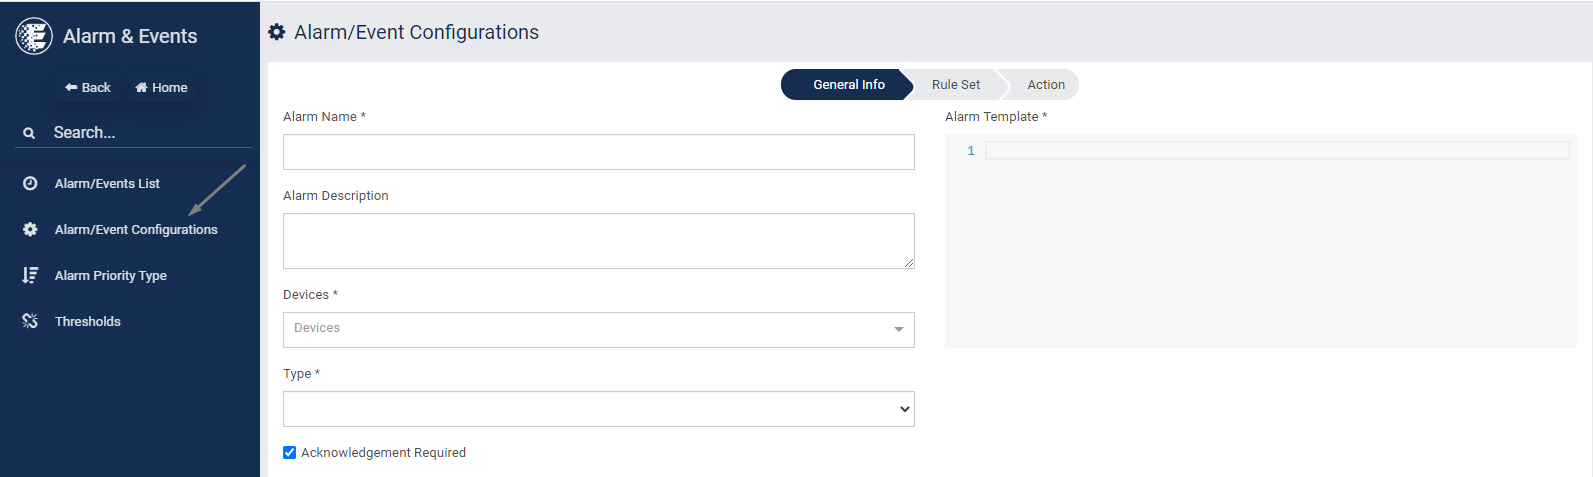 Alarm & Events
Back
Home
Search...
Alarm/Events List
Alarm/Event Configurations
Alarm Priority Type
Thresholds
Alarm/Event Configurations
General Info
Rule Set
Action
Alarm Name *
Alarm Description
Devices *
Devices
Type *
Acknowledgement Required
Alarm Template *
1